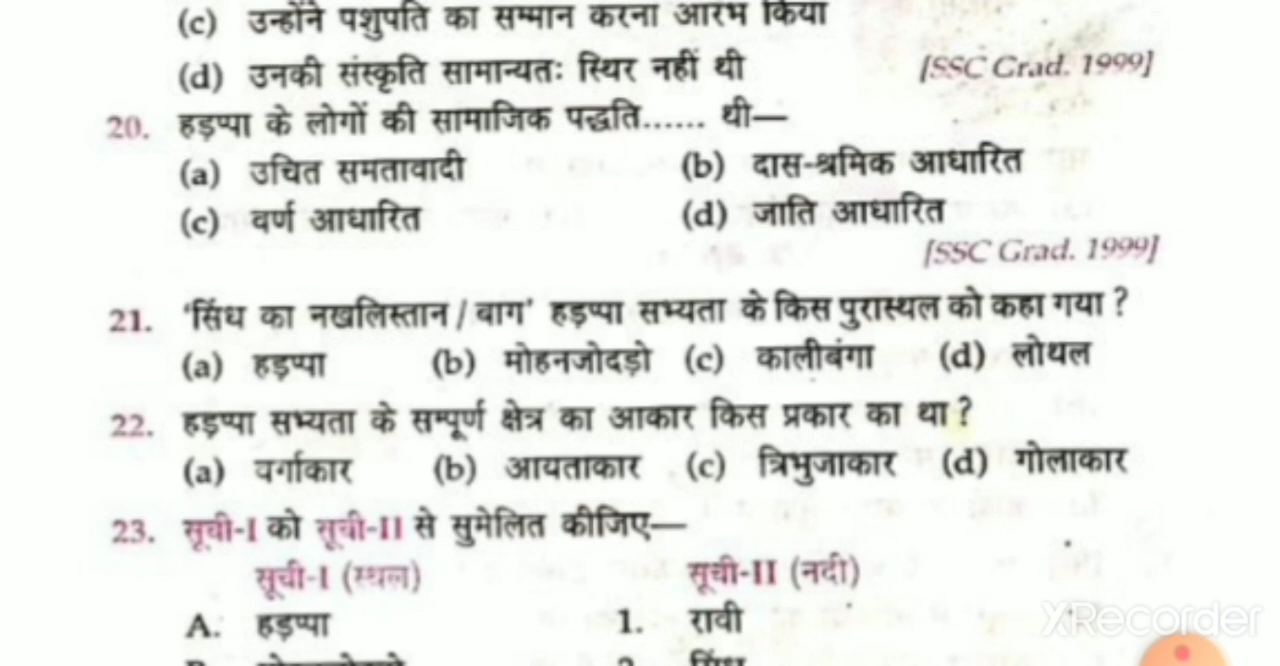 (c) उन्होंने पशुपति का सम्मान करना आरंभ किया
(d) उनकी संस्कृति सामान्यतः स्थिर नहीं थी [SSC Grad. 1999]
20. हड़प्पा के लोगों की सामाजिक पद्धति...... थी—
(a) उचित समतावादी (b) दास-श्रमिक आधारित
(c) वर्ण आधारित (d) जाति आधारित
[SSC Grad. 1999]
21. 'सिंध का नखलिस्तान / बाग' हड़प्पा सभ्यता के किस पुरास्थल को कहा गया ?
(a) हड़प्पा (b) मोहनजोदड़ो (c) कालीबंगा (d) लोथल
22. हड़प्पा सभ्यता के सम्पूर्ण क्षेत्र का आकार किस प्रकार का था ?
(a) वर्गाकार (b) आयताकार (c) त्रिभुजाकार (d) गोलाकार
23. सूची-I को सूची-II से सुमेलित कीजिए—
सूची-I (स्थल) सूची-II (नदी)
A. हड़प्पा 1. रावी
XRecorder